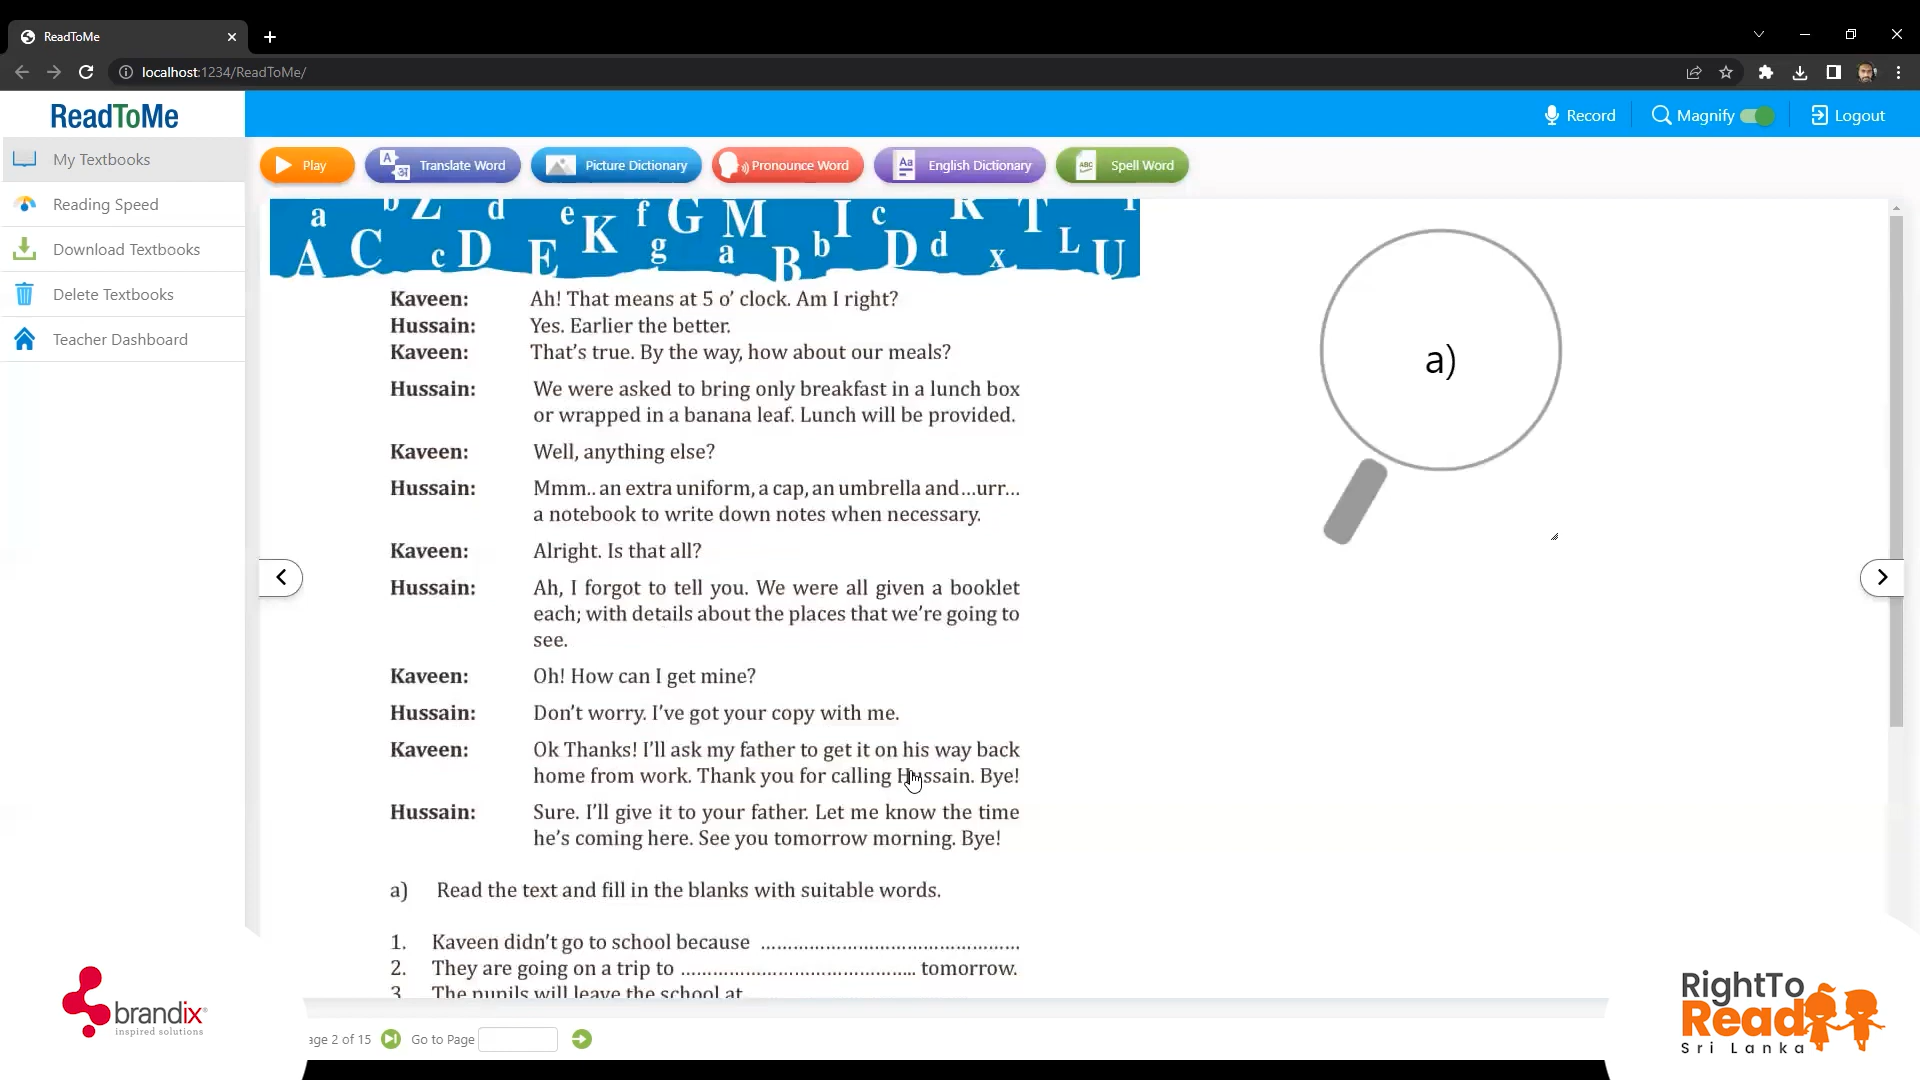 ReadToMe
localhost:1234/ReadToMe/
ReadToMe
Record
Magnify
Logout
My Textbooks
Reading Speed
Download Textbooks
Delete Textbooks
Teacher Dashboard
Play
Translate Word
Picture Dictionary
Pronounce Word
English Dictionary
Spell Word
a b Z d e K f G M I c R T
A C c D E g a B b D d x L U
Kaveen: Ah! That means at 5 o’ clock. Am I right?
Hussain: Yes. Earlier the better.
Kaveen: That’s true. By the way, how about our meals?
Hussain: We were asked to bring only breakfast in a lunch box
or wrapped in a banana leaf. Lunch will be provided.
Kaveen: Well, anything else?
Hussain: Mmm.. an extra uniform, a cap, an umbrella and...urr...
a notebook to write down notes when necessary.
Kaveen: Alright. Is that all?
Hussain: Ah, I forgot to tell you. We were all given a booklet
each; with details about the places that we’re going to
see.
Kaveen: Oh! How can I get mine?
Hussain: Don’t worry. I’ve got your copy with me.
Kaveen: Ok Thanks! I’ll ask my father to get it on his way back
home from work. Thank you for calling Hussain. Bye!
Hussain: Sure. I’ll give it to your father. Let me know the time
he’s coming here. See you tomorrow morning. Bye!
a) Read the text and fill in the blanks with suitable words.
1. Kaveen didn’t go to school because ................................................
2. They are going on a trip to ............................................ tomorrow.
3. The pupils will leave the school at
a)
age 2 of 15
Go to Page
brandix
inspired solutions
RightTo
Read
Sri Lanka